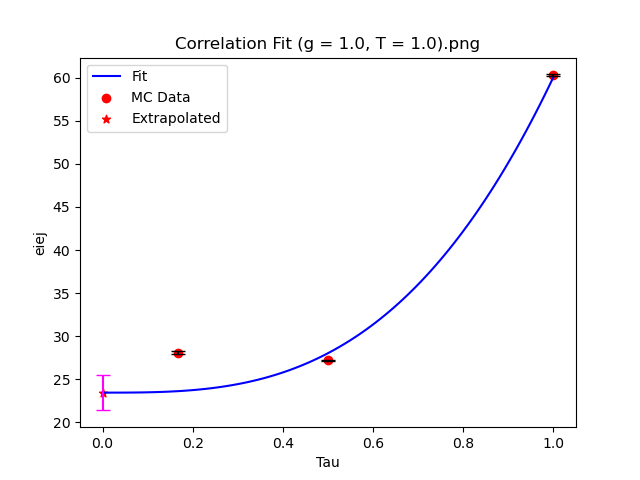 Correlation Fit (g = 1.0, T = 1.0).png
Fit
MC Data
Extrapolated
60
55
50
45
40
35
30
25
20
eiej
0.0 0.2 0.4 0.6 0.8 1.0
Tau